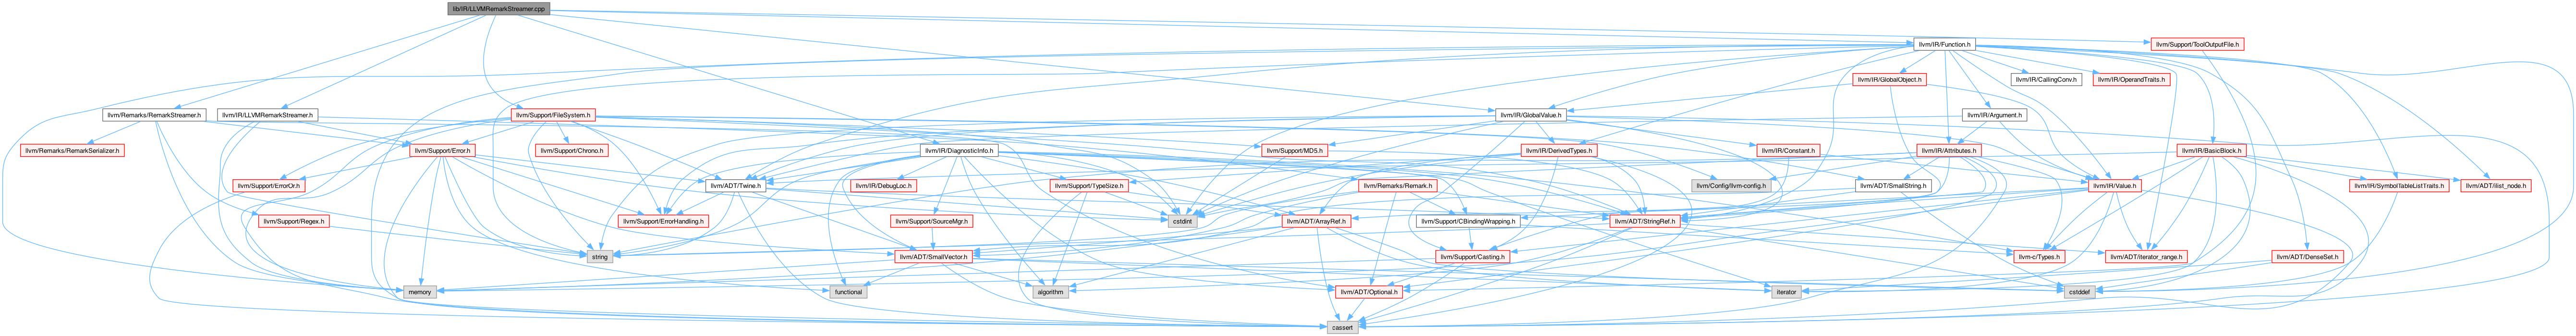 lib/IR/LLVMRemarkStreamer.cpp
llvm/IR/Function.h
llvm/Support/ToolOutputFile.h
llvm/IR/GlobalObject.h
llvm/IR/CallingConv.h
llvm/IR/OperandTraits.h
llvm/Remarks/RemarkStreamer.h
llvm/IR/LLVMRemarkStreamer.h
llvm/Support/FileSystem.h
llvm/IR/GlobalValue.h
llvm/IR/Argument.h
llvm/Remarks/RemarkSerializer.h
llvm/Support/Error.h
llvm/Support/Chrono.h
llvm/IR/DiagnosticInfo.h
llvm/Support/MD5.h
llvm/IR/DerivedTypes.h
llvm/IR/Constant.h
llvm/IR/Attributes.h
llvm/IR/BasicBlock.h
llvm/Support/ErrorOr.h
llvm/ADT/Twine.h
llvm/IR/DebugLoc.h
llvm/Support/TypeSize.h
llvm/Remarks/Remark.h
llvm/Config/llvm-config.h
llvm/ADT/SmallString.h
llvm/IR/Value.h
llvm/IR/SymbolTableListTraits.h
llvm/ADT/ilist_node.h
llvm/Support/Regex.h
llvm/Support/ErrorHandling.h
llvm/Support/SourceMgr.h
cstdint
llvm/ADT/ArrayRef.h
llvm/Support/CBindingWrapping.h
llvm/ADT/StringRef.h
string
llvm/ADT/SmallVector.h
llvm/Support/Casting.h
llvm-c/Types.h
llvm/ADT/iterator_range.h
llvm/ADT/DenseSet.h
memory
functional
algorithm
llvm/ADT/Optional.h
iterator
cstddef
cassert